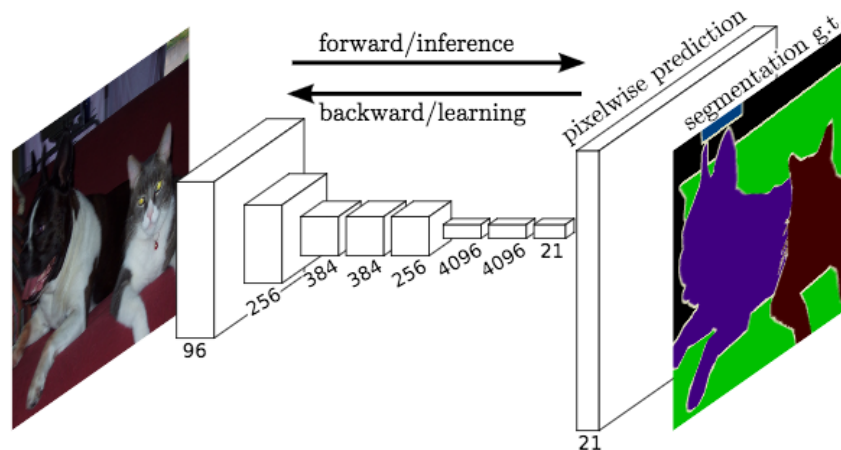 forward/inference
backward/learning
pixelwise prediction
segmentation g.t
96
256
384
384
256
4096
4096
21
21